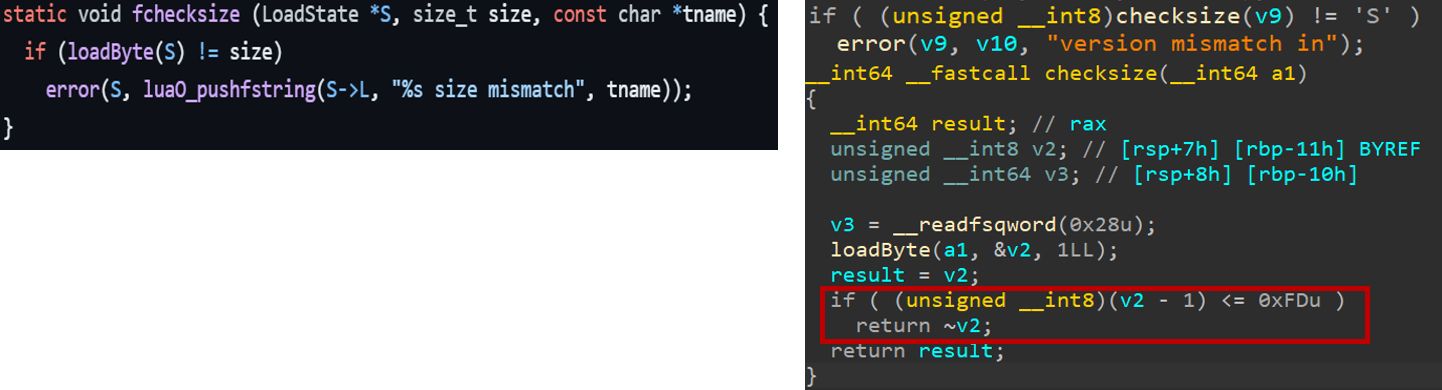 static void fchecksize (LoadState *S, size_t size, const char *tname) {
  if (loadByte(S) != size)
    error(S, luaO_pushfstring(S->L, "%s size mismatch", tname));
}
if ( (unsigned __int8)checksize(v9) != 'S' )
  error(v9, v10, "version mismatch in");
__int64 __fastcall checksize(__int64 a1)
{
  __int64 result; // rax
  unsigned __int8 v2; // [rsp+7h] [rbp-11h] BYREF
  unsigned __int64 v3; // [rsp+8h] [rbp-10h]
  v3 = __readfsqword(0x28u);
  loadByte(a1, &v2, 1LL);
  result = v2;
  if ( (unsigned __int8)(v2 - 1) <= 0xFDu )
    return ~v2;
  return result;
}